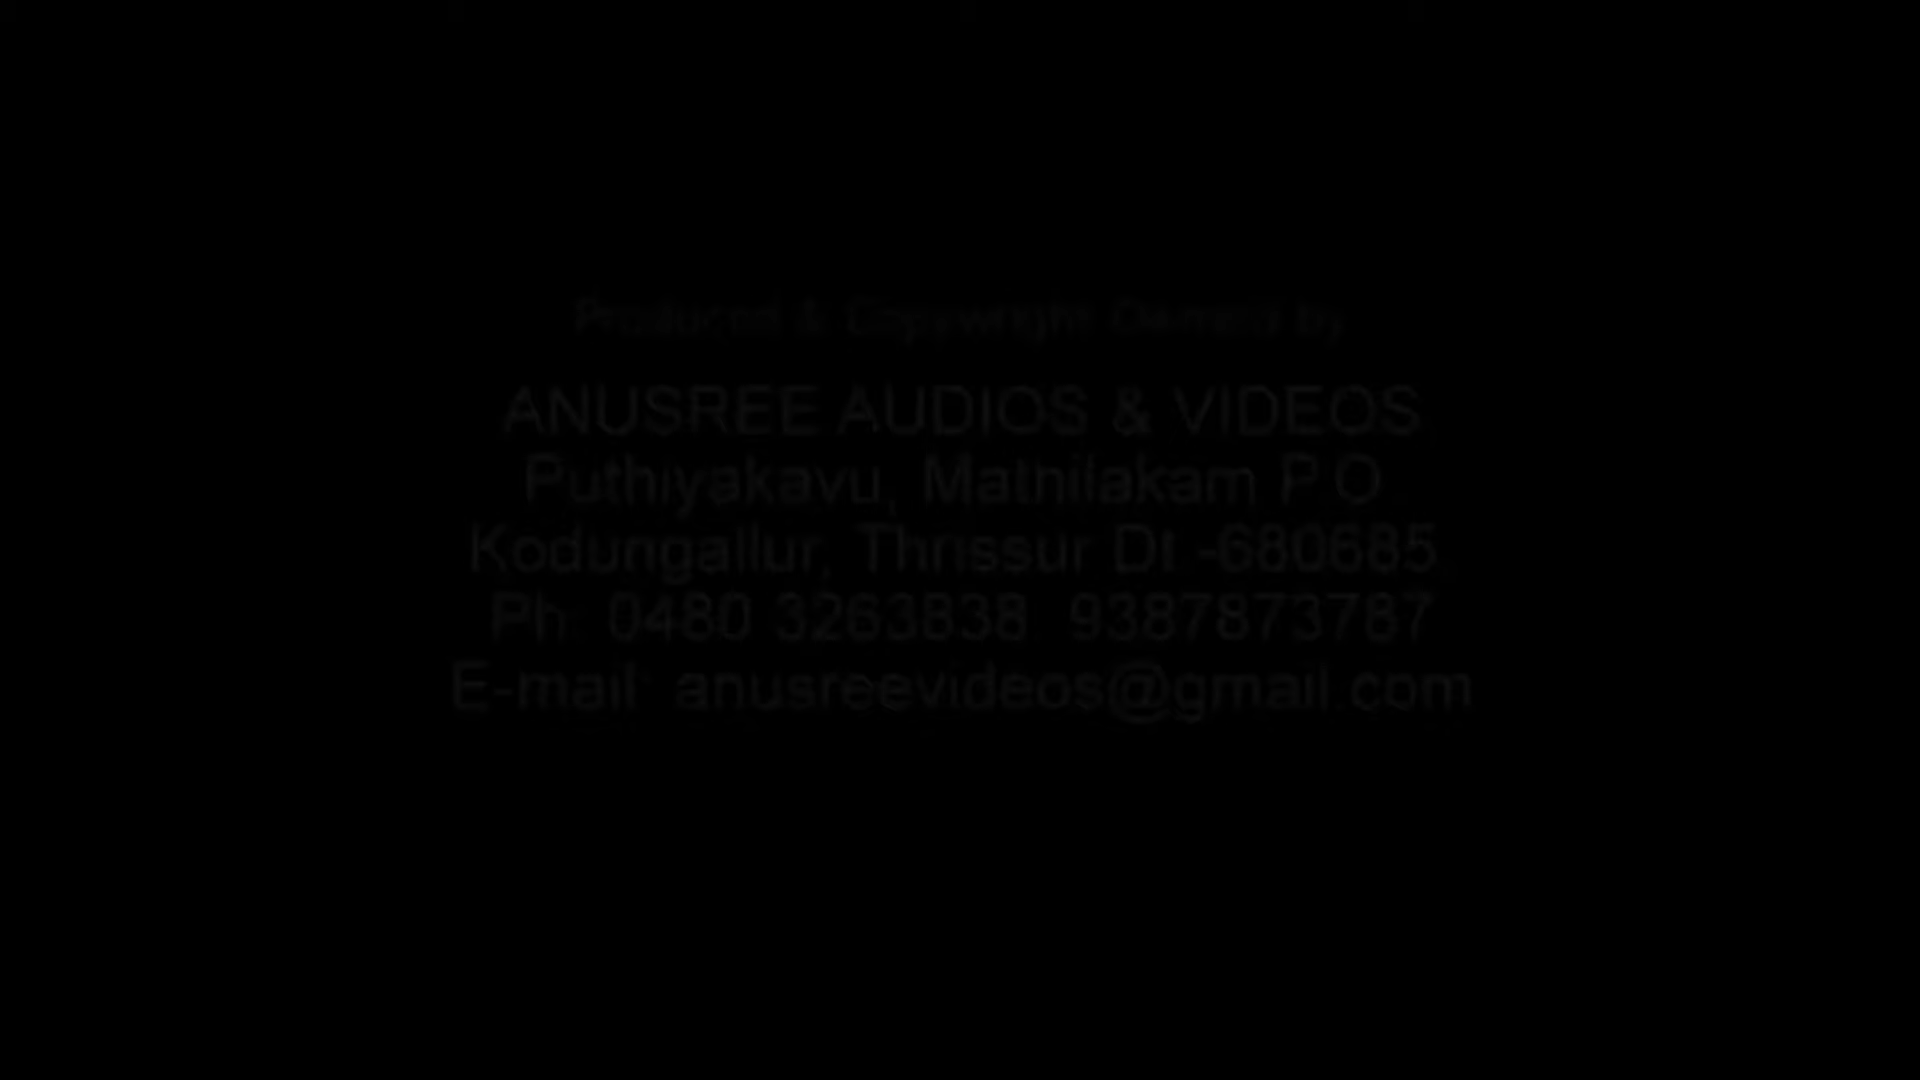 Produced & Copywright Owned by
ANUSREE AUDIOS & VIDEOS
Puthiyakavu, Mathilakam P.O
Kodungallur, Thrissur Dt.-680685
Ph: 0480 3263838, 9387873787
E-mail: anusreevideos@gmail.com